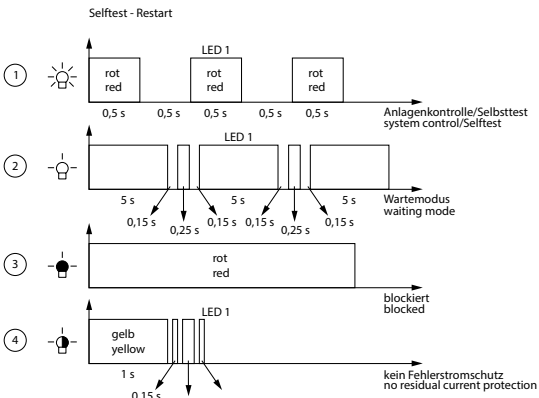 Selftest - Restart
LED 1
1
rot
red
rot
red
rot
red
0,5 s 0,5 s 0,5 s 0,5 s 0,5 s
Anlagenkontrolle/Selbsttest
system control/Selftest
LED 1
2
5 s 5 s 5 s
0,15 s 0,25 s 0,15 s 0,15 s 0,25 s 0,15 s
Wartemodus
waiting mode
3
rot
red
blockiert
blocked
LED 1
4
gelb
yellow
1 s
0,15 s
kein Fehlerstromschutz
no residual current protection